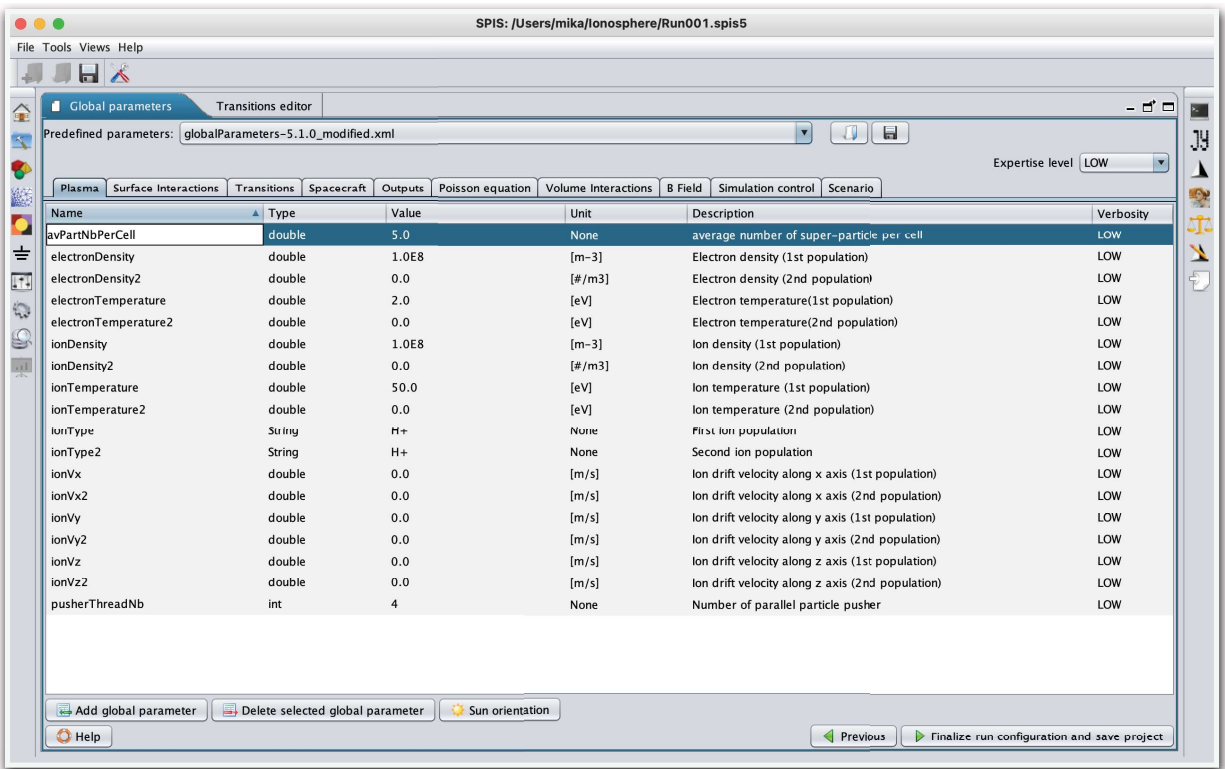 SPIS: /Users/mika/Ionosphere/Run001.spis5
File Tools Views Help
Global parameters Transitions editor
Predefined parameters: globalParameters-5.1.0_modified.xml
Expertise level LOW
Plasma Surface Interactions Transitions Spacecraft Outputs Poisson equation Volume Interactions B Field Simulation control Scenario
Name Type Value Unit Description Verbosity
avPartNbPerCell double 5.0 None average number of super-particle per cell LOW
electronDensity double 1.0E8 [m-3] Electron density (1st population) LOW
electronDensity2 double 0.0 [#/m3] Electron density (2nd population) LOW
electronTemperature double 2.0 [eV] Electron temperature(1st population) LOW
electronTemperature2 double 0.0 [eV] Electron temperature(2nd population) LOW
ionDensity double 1.0E8 [m-3] Ion density (1st population) LOW
ionDensity2 double 0.0 [#/m3] Ion density (2nd population) LOW
ionTemperature double 50.0 [eV] Ion temperature (1st population) LOW
ionTemperature2 double 0.0 [eV] Ion temperature (2nd population) LOW
ionType String H+ None First ion population LOW
ionType2 String H+ None Second ion population LOW
ionVx double 0.0 [m/s] Ion drift velocity along x axis (1st population) LOW
ionVx2 double 0.0 [m/s] Ion drift velocity along x axis (2nd population) LOW
ionVy double 0.0 [m/s] Ion drift velocity along y axis (1st population) LOW
ionVy2 double 0.0 [m/s] Ion drift velocity along y axis (2nd population) LOW
ionVz double 0.0 [m/s] Ion drift velocity along z axis (1st population) LOW
ionVz2 double 0.0 [m/s] Ion drift velocity along z axis (2nd population) LOW
pusherThreadNb int 4 None Number of parallel particle pusher LOW
Add global parameter Delete selected global parameter Sun orientation
Help Previous Finalize run configuration and save project